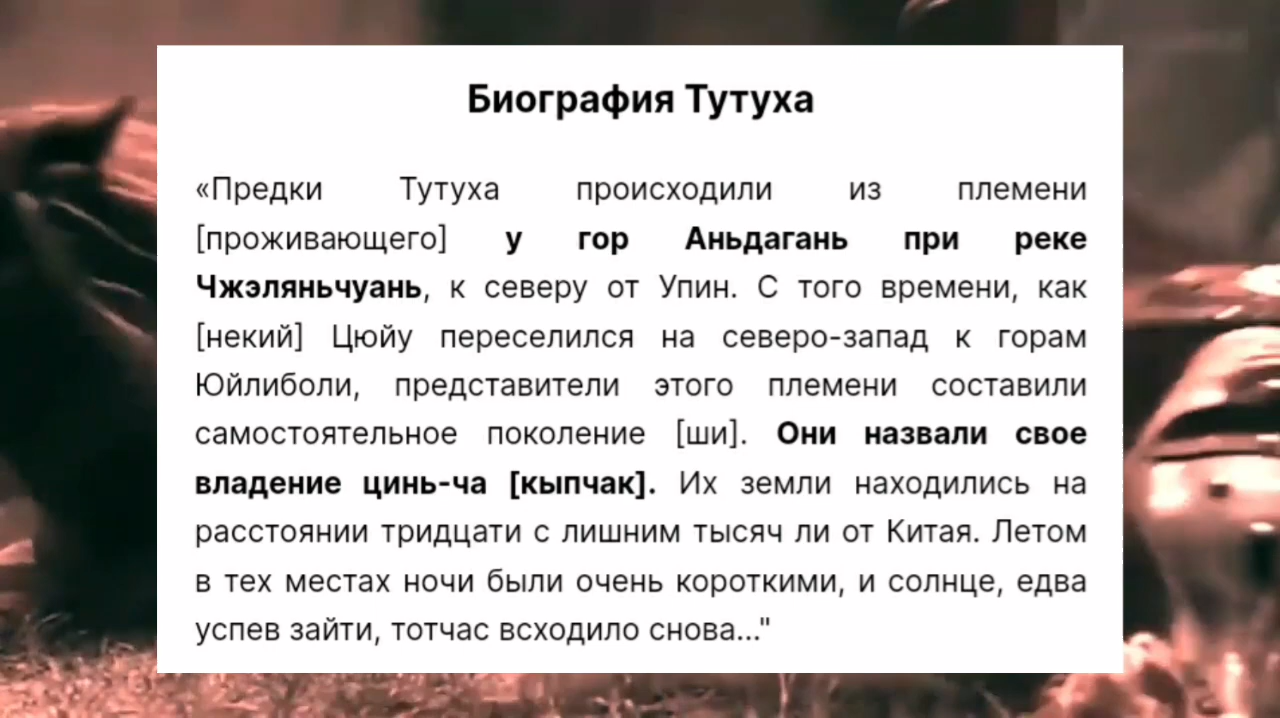 Биография Тутуха
«Предки Тутуха происходили из племени
[проживающего] у гор Аньдагань при реке
Чжэляньчуань, к северу от Упин. С того времени, как
[некий] Цюйу переселился на северо-запад к горам
Юйлиболи, представители этого племени составили
самостоятельное поколение [ши]. Они назвали свое
владение цинь-ча [кыпчак]. Их земли находились на
расстоянии тридцати с лишним тысяч ли от Китая. Летом
в тех местах ночи были очень короткими, и солнце, едва
успев зайти, тотчас всходило снова..."